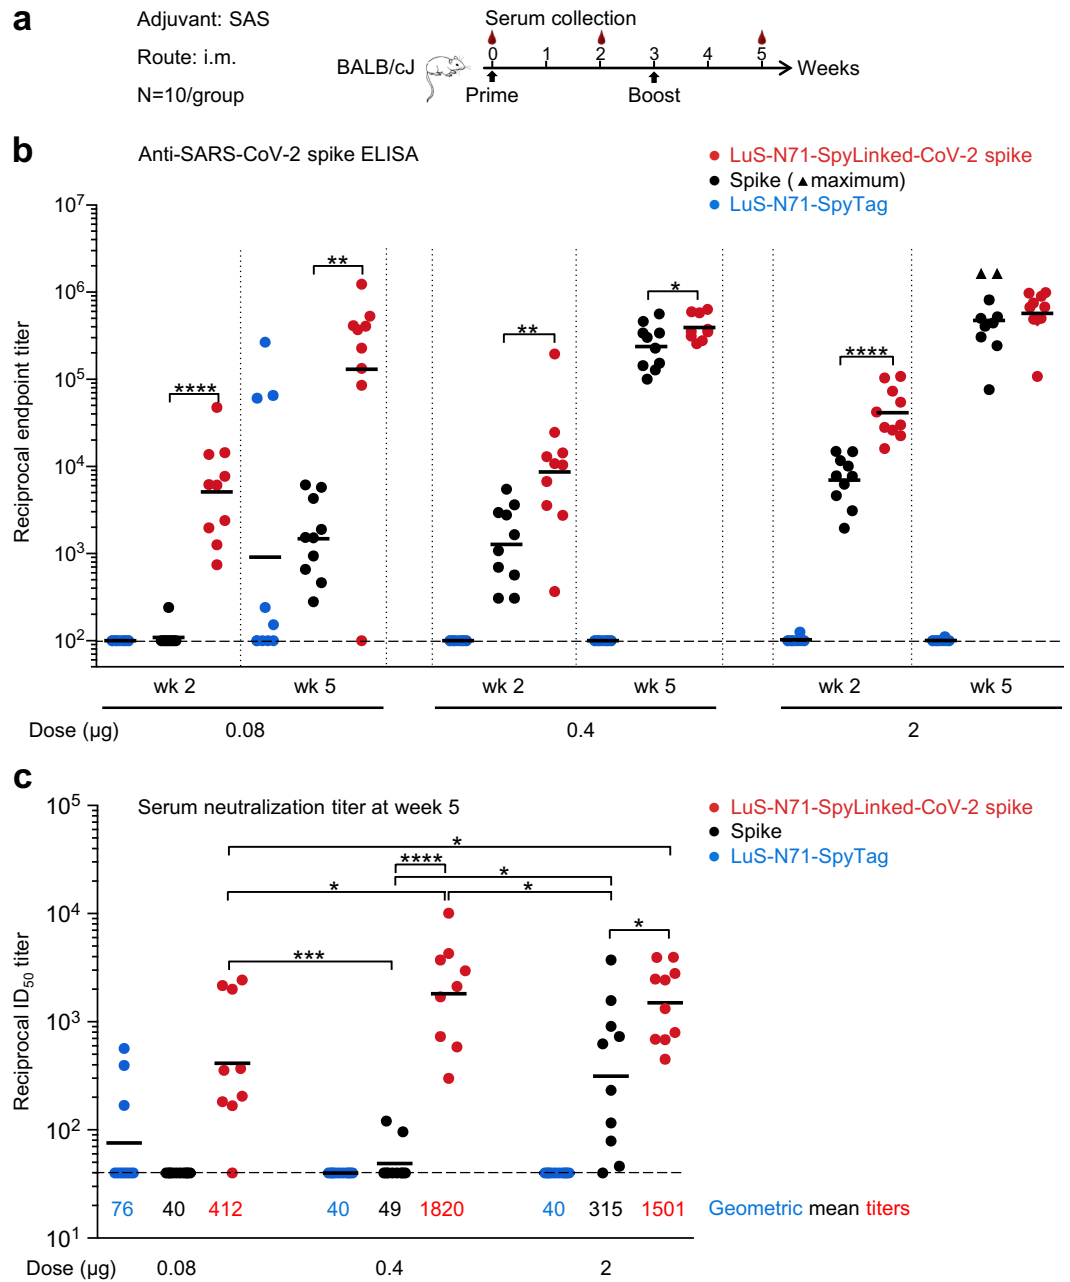 a
Adjuvant: SAS
Route: i.m.
N=10/group
Serum collection
BALB/cJ
0 1 2 3 4 5 Weeks
Prime Boost
b
Anti-SARS-CoV-2 spike ELISA
LuS-N71-SpyLinked-CoV-2 spike
Spike (▲maximum)
LuS-N71-SpyTag
Reciprocal endpoint titer
10⁷
10⁶
10⁵
10⁴
10³
10²
**** ** ** * ****
wk 2 wk 5 wk 2 wk 5 wk 2 wk 5
Dose (µg) 0.08 0.4 2
c
Serum neutralization titer at week 5
LuS-N71-SpyLinked-CoV-2 spike
Spike
LuS-N71-SpyTag
Reciprocal ID₅₀ titer
10⁵
10⁴
10³
10²
10¹
*
****
*
* *
*
***
76 40 412 40 49 1820 40 315 1501 Geometric mean titers
Dose (µg) 0.08 0.4 2